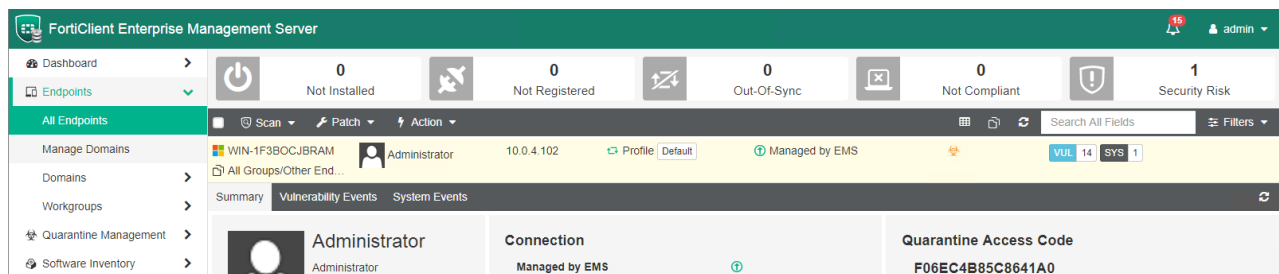 FortiClient Enterprise Management Server
15
admin
Dashboard
Endpoints
All Endpoints
Manage Domains
Domains
Workgroups
Quarantine Management
Software Inventory
0
Not Installed
0
Not Registered
0
Out-Of-Sync
0
Not Compliant
1
Security Risk
Scan Patch Action Search All Fields Filters
WIN-1F3BOCJBRAM Administrator 10.0.4.102 Profile Default Managed by EMS VUL 14 SYS 1
All Groups/Other End...
Summary Vulnerability Events System Events
Administrator
Administrator
Connection
Managed by EMS
Quarantine Access Code
F06EC4B85C8641A0